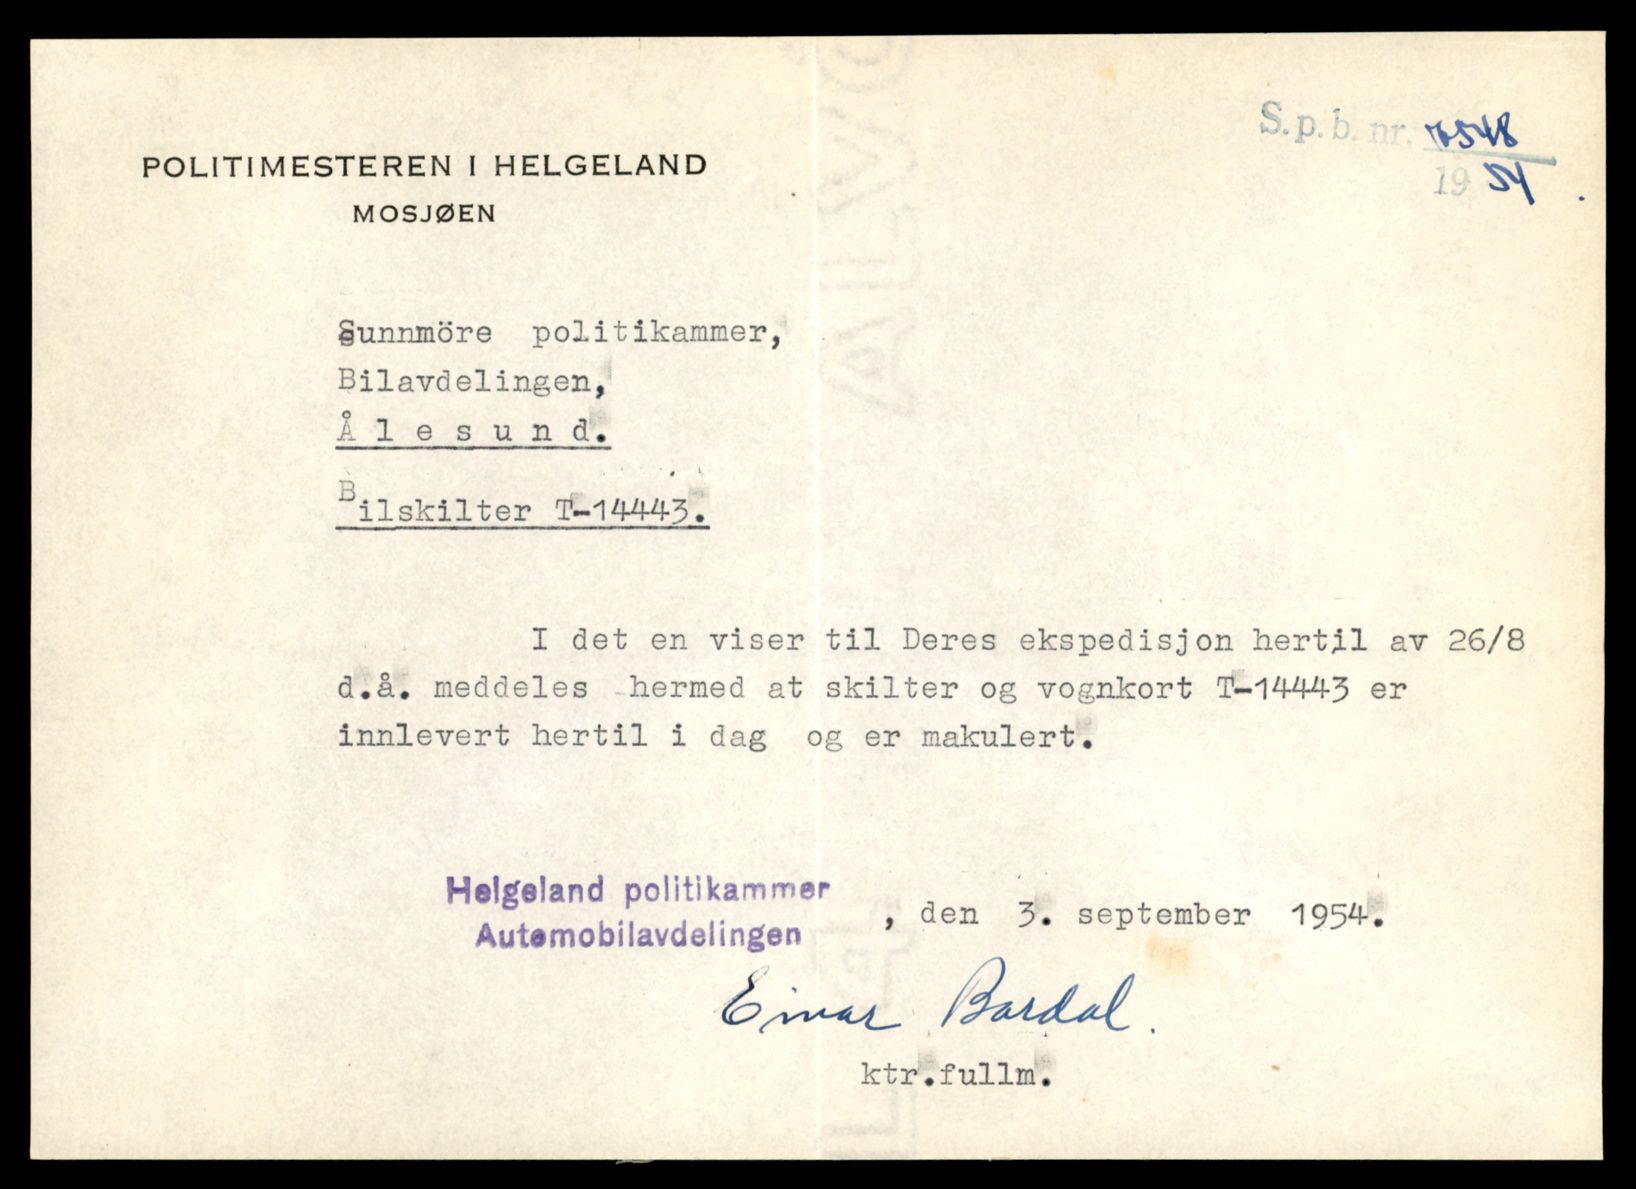 S.p.b. nr. 7548
19 54
POLITIMESTEREN I HELGELAND
MOSJØEN
Sunnmöre politikammer,
Bilavdelingen,
Å l e s u n d.
Bilskilter T-14443.
I det en viser til Deres ekspedisjon hertil av 26/8
d.å. meddeles hermed at skilter og vognkort T-14443 er
innlevert hertil i dag og er makulert.
Helgeland politikammer
Automobilavdelingen
, den 3. september 1954.
Einar Bardal.
ktr.fullm.